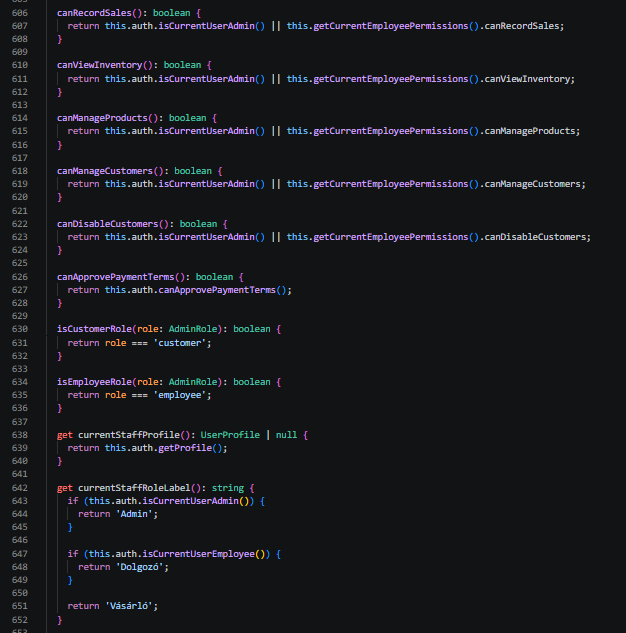 606 canRecordSales(): boolean {
607 return this.auth.isCurrentUserAdmin() || this.getCurrentEmployeePermissions().canRecordSales;
608 }
609
610 canViewInventory(): boolean {
611 return this.auth.isCurrentUserAdmin() || this.getCurrentEmployeePermissions().canViewInventory;
612 }
613
614 canManageProducts(): boolean {
615 return this.auth.isCurrentUserAdmin() || this.getCurrentEmployeePermissions().canManageProducts;
616 }
617
618 canManageCustomers(): boolean {
619 return this.auth.isCurrentUserAdmin() || this.getCurrentEmployeePermissions().canManageCustomers;
620 }
621
622 canDisableCustomers(): boolean {
623 return this.auth.isCurrentUserAdmin() || this.getCurrentEmployeePermissions().canDisableCustomers;
624 }
625
626 canApprovePaymentTerms(): boolean {
627 return this.auth.canApprovePaymentTerms();
628 }
629
630 isCustomerRole(role: AdminRole): boolean {
631 return role === 'customer';
632 }
633
634 isEmployeeRole(role: AdminRole): boolean {
635 return role === 'employee';
636 }
637
638 get currentStaffProfile(): UserProfile | null {
639 return this.auth.getProfile();
640 }
641
642 get currentStaffRoleLabel(): string {
643 if (this.auth.isCurrentUserAdmin()) {
644 return 'Admin';
645 }
646
647 if (this.auth.isCurrentUserEmployee()) {
648 return 'Dolgozó';
649 }
650
651 return 'Vásárló';
652 }